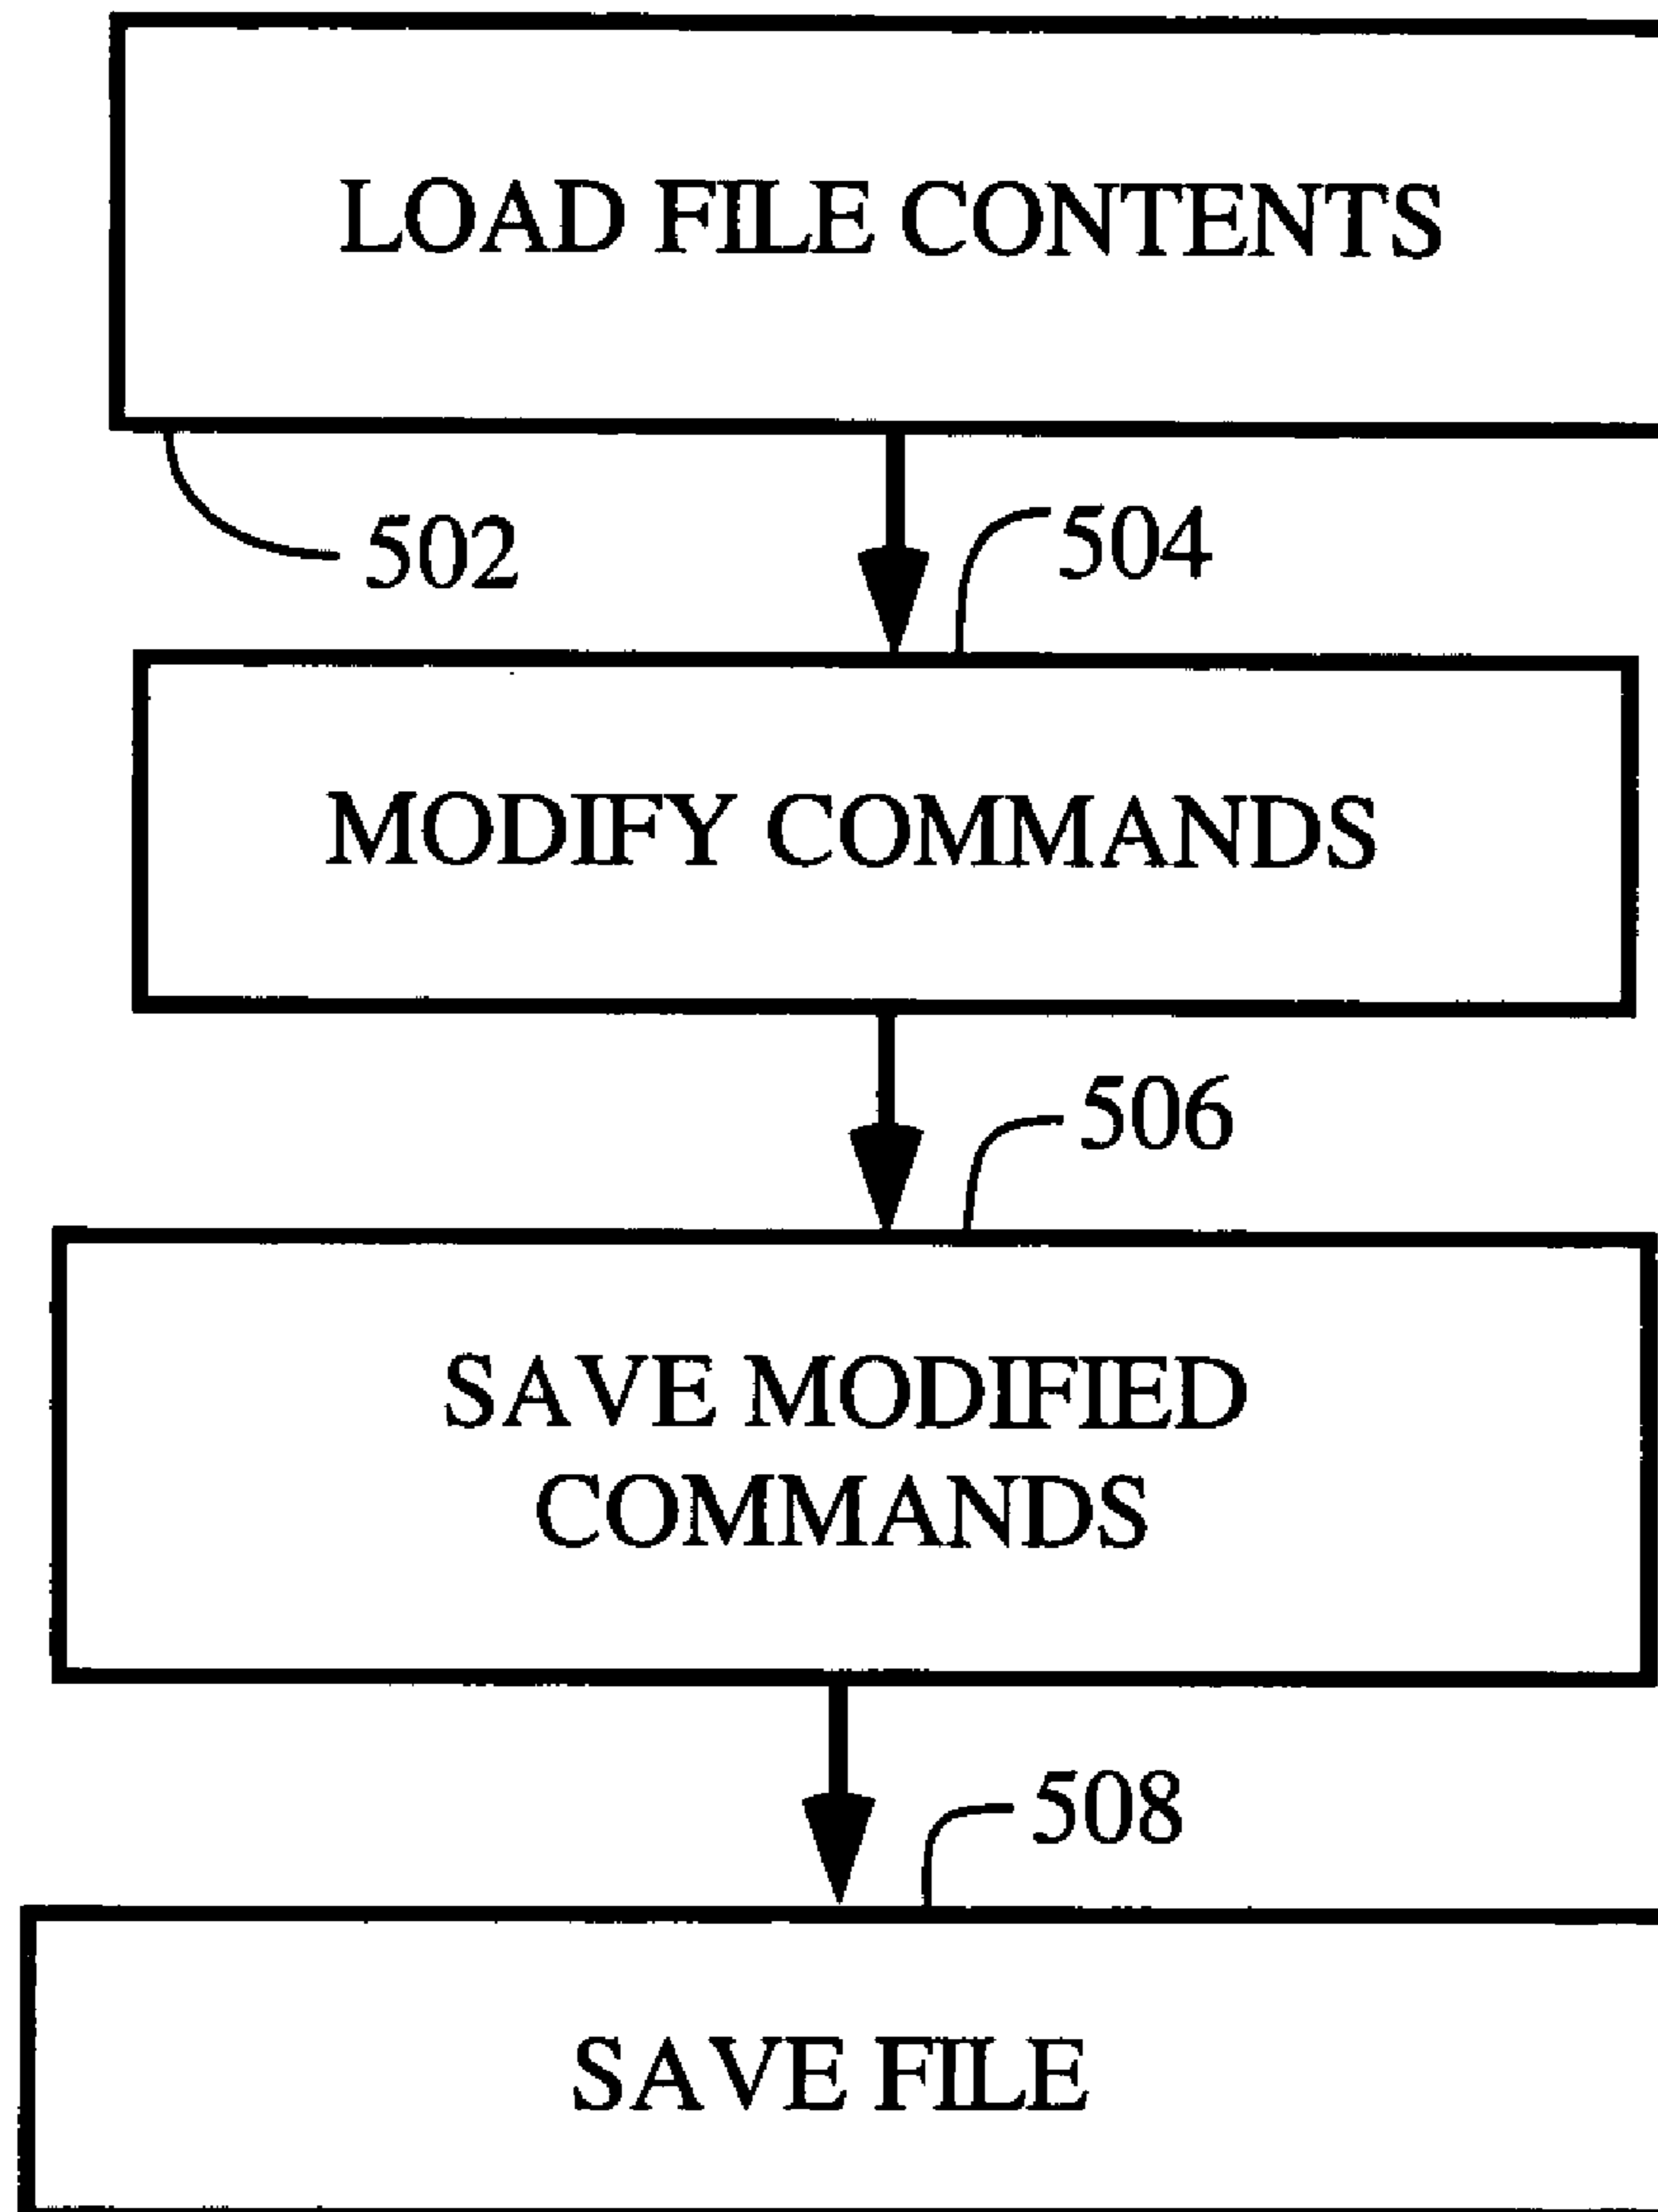 LOAD FILE CONTENTS
502
504
MODIFY COMMANDS
506
SAVE MODIFIED
COMMANDS
508
SAVE FILE